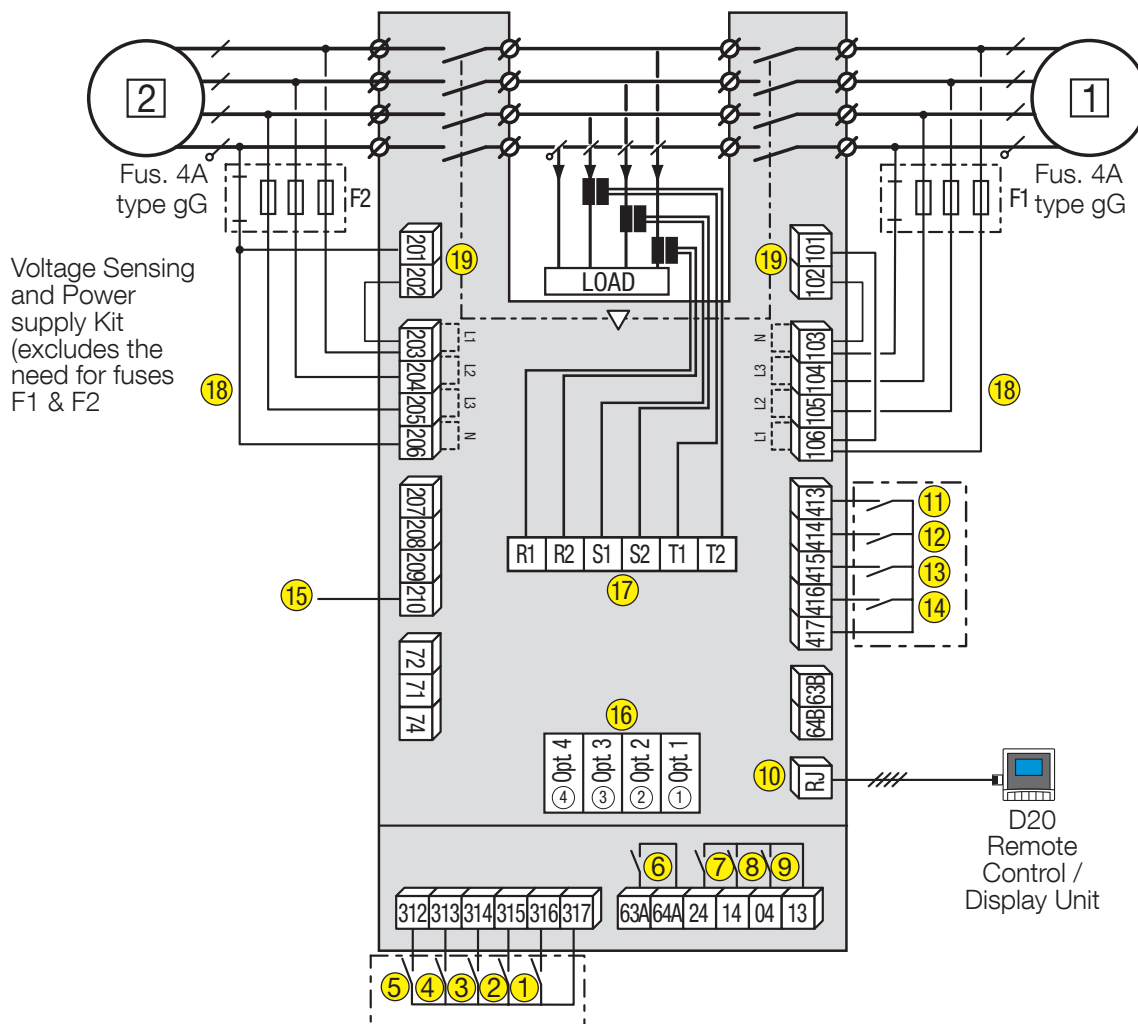 2
1
Fus. 4A
type gG
F2
Fus. 4A
type gG
F1
Voltage Sensing
and Power
supply Kit
(excludes the
need for fuses
F1 & F2
18
201
202
19
LOAD
19
101
102
203
204
205
206
L1
L2
L3
N
N
L3
L2
L1
103
104
105
106
18
207
208
209
210
15
R1 R2 S1 S2 T1 T2
17
413
414
415
416
417
11
12
13
14
72
71
74
63B
64B
16
Opt. 4
Opt. 3
Opt. 2
Opt. 1
4 3 2 1
10
RJ
D20
Remote
Control /
Display Unit
6 7 8 9
312 313 314 315 316 317
63A 64A 24 14 04 13
5 4 3 2 1